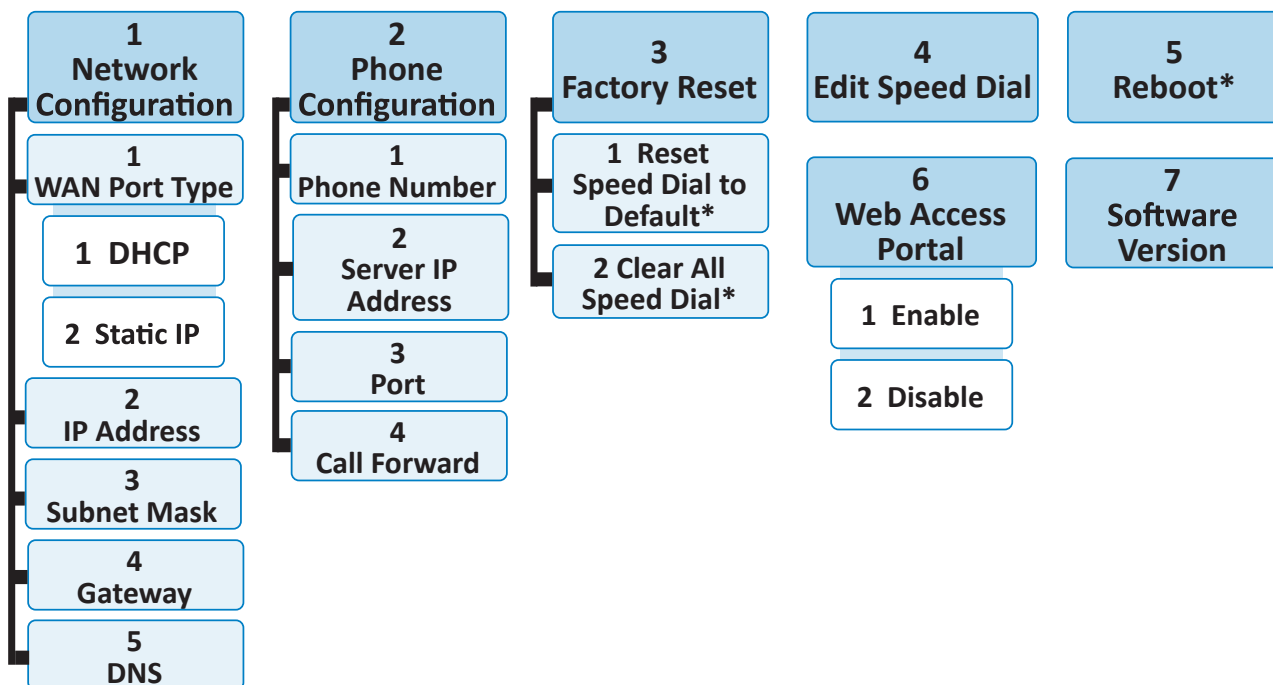 1
Network
Configuration
1
WAN Port Type
1 DHCP
2 Static IP
2
IP Address
3
Subnet Mask
4
Gateway
5
DNS
2
Phone
Configuration
1
Phone Number
2
Server IP
Address
3
Port
4
Call Forward
3
Factory Reset
1 Reset
Speed Dial to
Default*
2 Clear All
Speed Dial*
4
Edit Speed Dial
5
Reboot*
6
Web Access
Portal
1 Enable
2 Disable
7
Software
Version